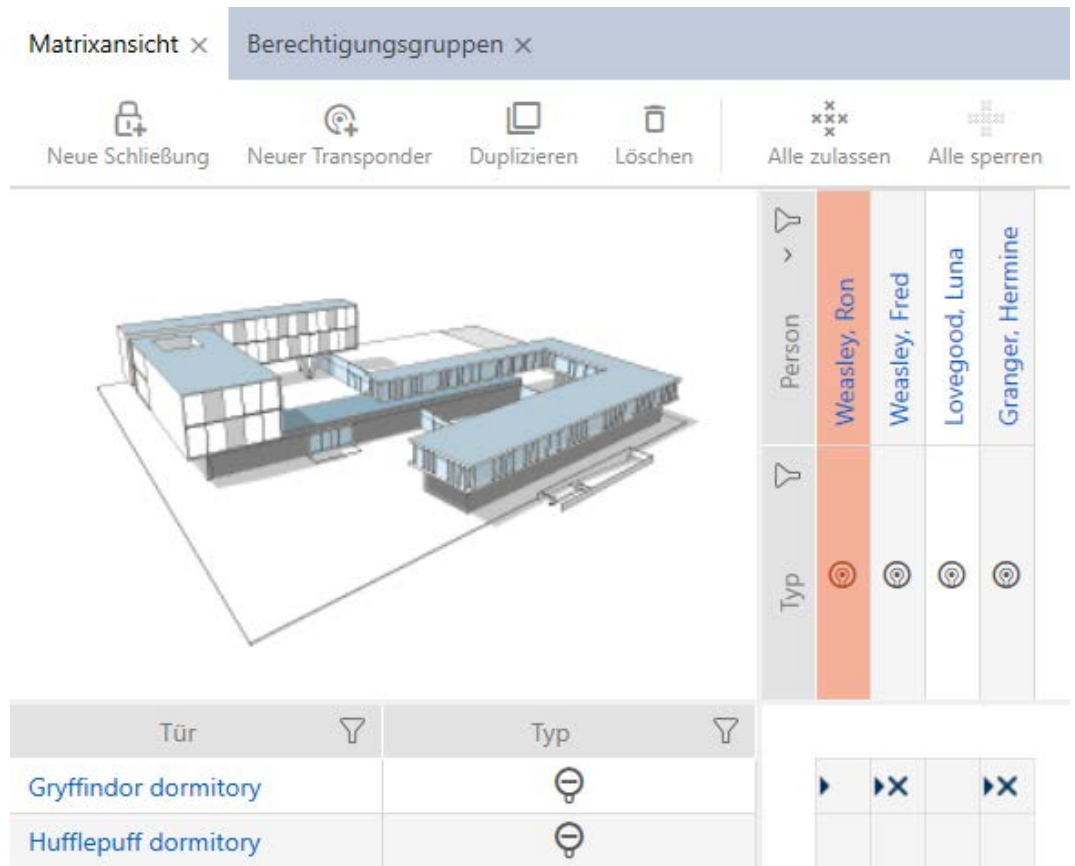 Matrixansicht × Berechtigungsgruppen ×
Neue Schließung Neuer Transponder Duplizieren Löschen Alle zulassen Alle sperren
Person Weasley, Ron Weasley, Fred Lovegood, Luna Granger, Hermine
Typ
Tür Typ
Gryffindor dormitory
Hufflepuff dormitory